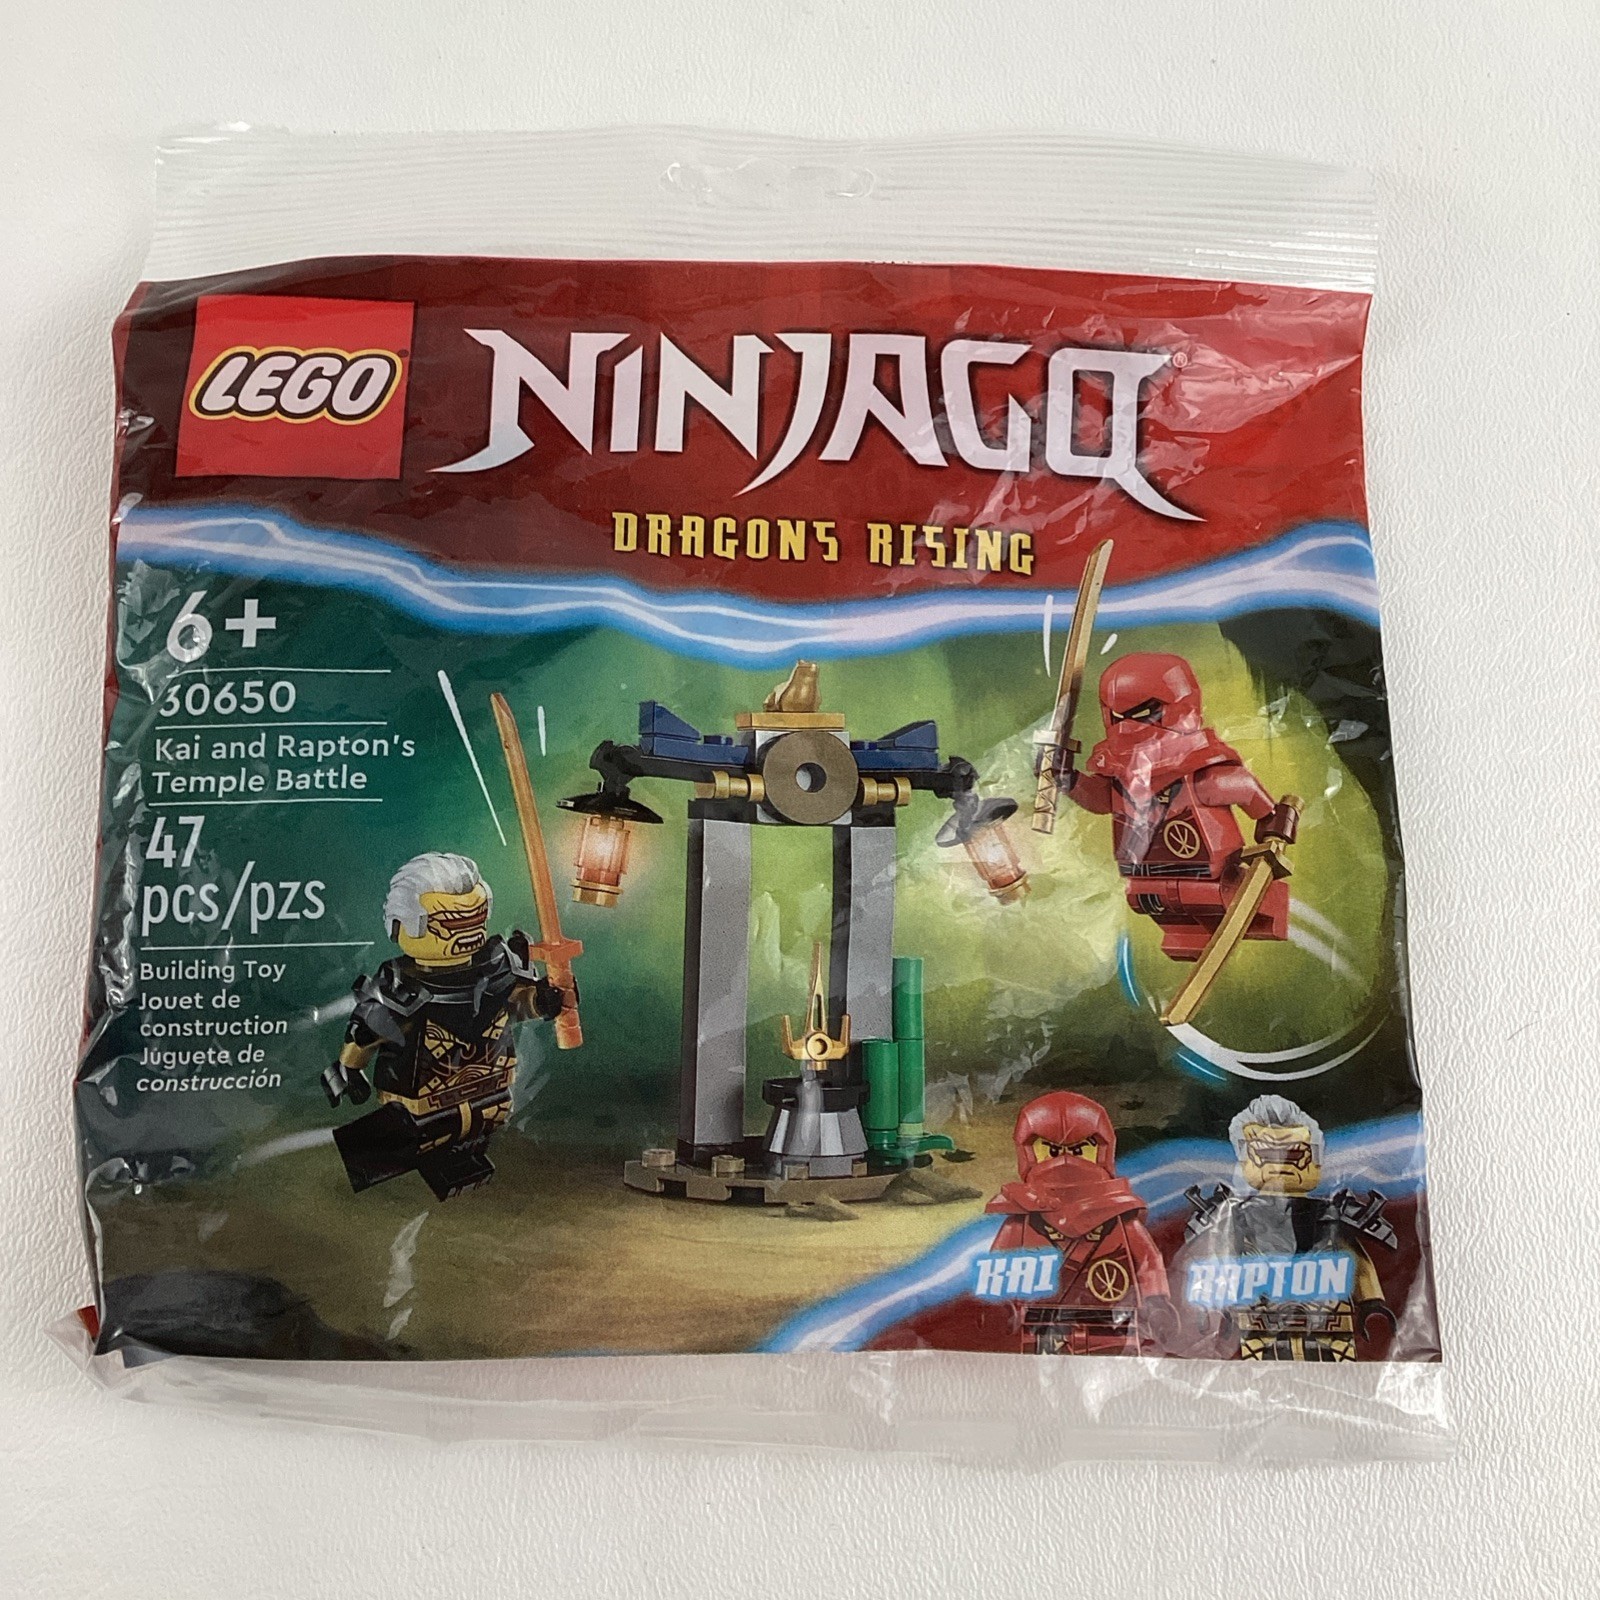 LEGO
NINJAGO®
DRAGONS RISING
6+
30650
Kai and Rapton's
Temple Battle
47
pcs/pzs
Building Toy
Jouet de
construction
Juguete de
construcción
KAI
RAPTON